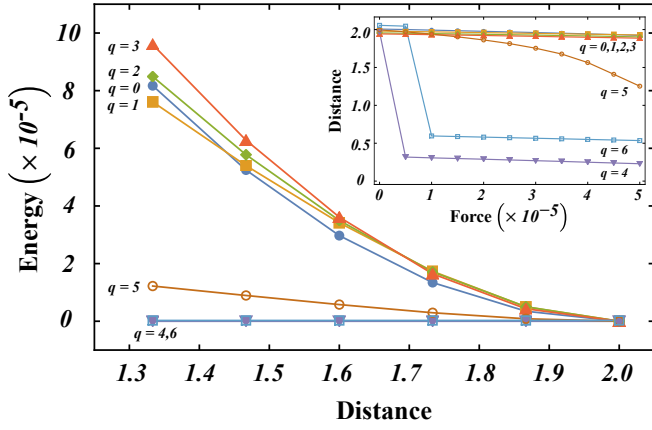 10
8
6
4
2
0
Energy (× 10⁻⁵)
q = 3
q = 2
q = 0
q = 1
q = 5
q = 4,6
1.3 1.4 1.5 1.6 1.7 1.8 1.9 2.0
Distance
2.0
1.5
2.0
0.5
0
Distance
q = 0,1,2,3
q = 5
q = 6
q = 4
0 1 2 3 4 5
Force (× 10⁻⁵)